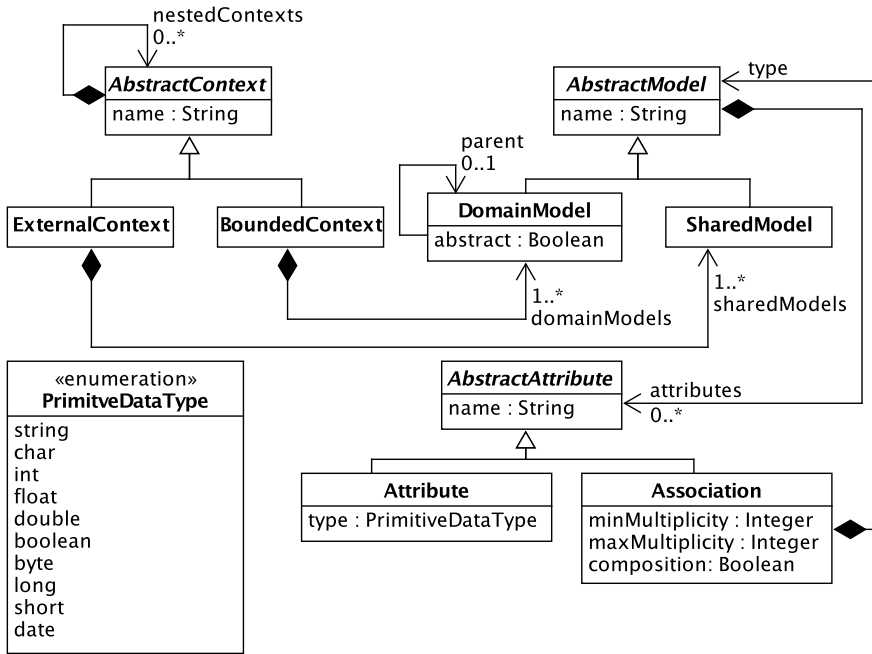 nestedContexts
0..*
AbstractContext
name : String
AbstractModel
name : String
type
parent
0..1
ExternalContext
BoundedContext
DomainModel
abstract : Boolean
SharedModel
1..*
domainModels
1..*
sharedModels
«enumeration»
PrimitveDataType
string
char
int
float
double
boolean
byte
long
short
date
AbstractAttribute
name : String
attributes
0..*
Attribute
type : PrimitiveDataType
Association
minMultiplicity : Integer
maxMultiplicity : Integer
composition: Boolean